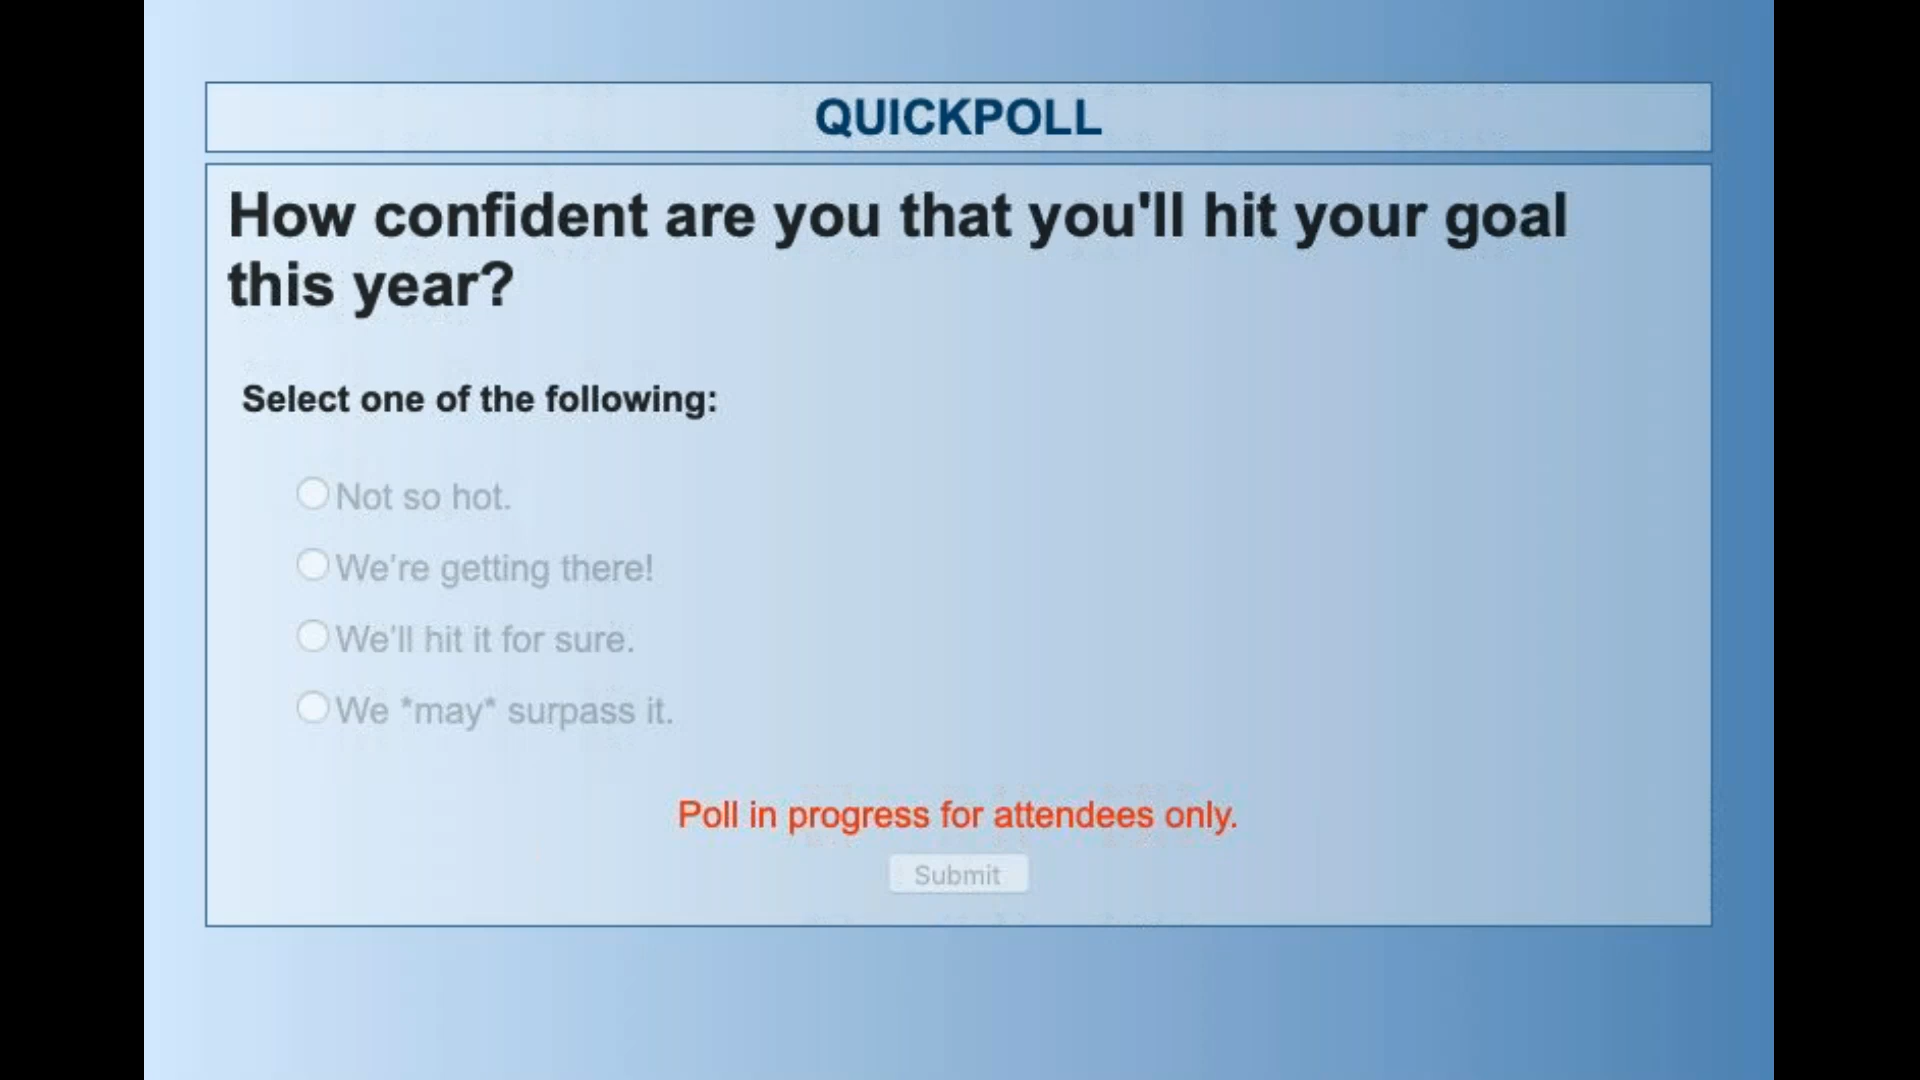 QUICKPOLL
How confident are you that you'll hit your goal
this year?
Select one of the following:
Not so hot.
We're getting there!
We'll hit it for sure.
We *may* surpass it.
Poll in progress for attendees only.
Submit